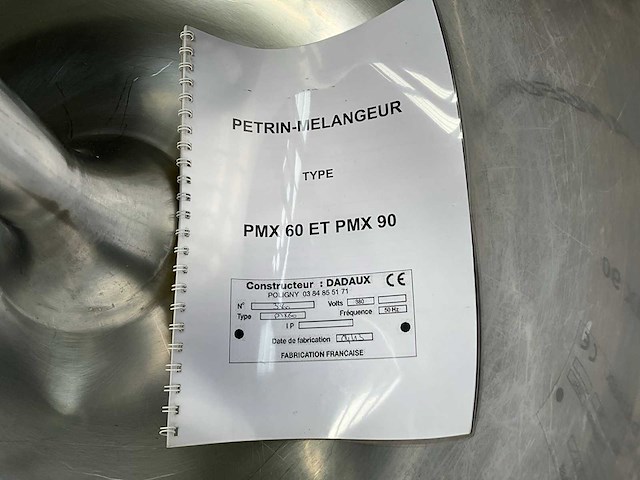 PETRIN-MELANGEUR
TYPE
PMX 60 ET PMX 90
Constructeur : DADAUX CE
POLIGNY 03 84 85 51 71
N° Volts 380
Type Fréquence 50 Hz
IP
Date de fabrication
FABRICATION FRANCAISE